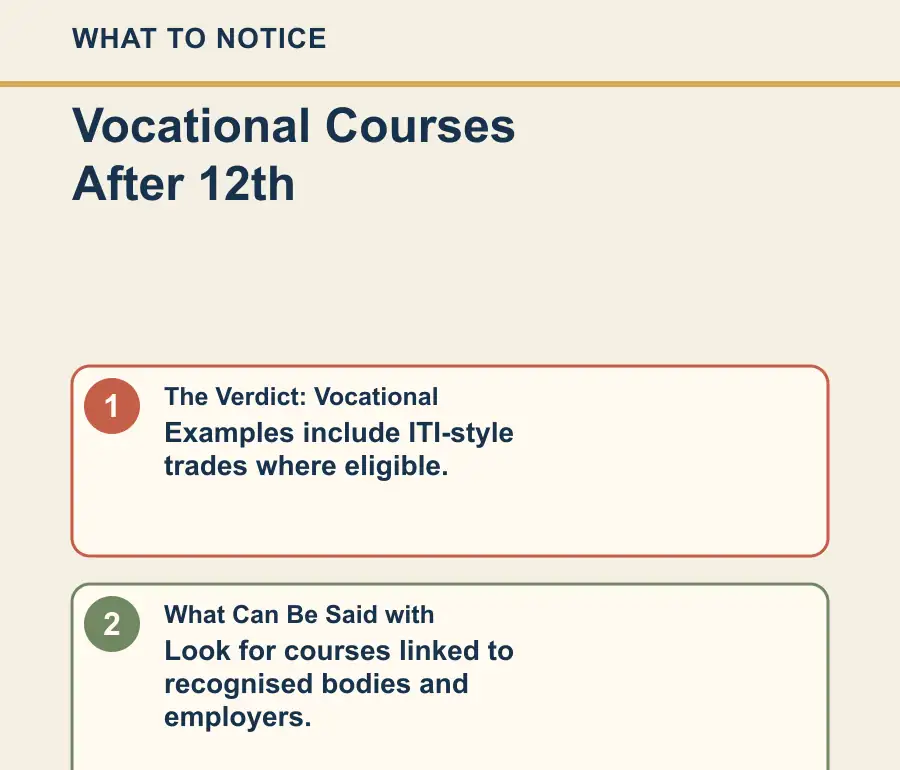 WHAT TO NOTICE
Vocational Courses
After 12th
1
The Verdict: Vocational
Examples include ITI-style
trades where eligible.
2
What Can Be Said with
Look for courses linked to
recognised bodies and
employers.